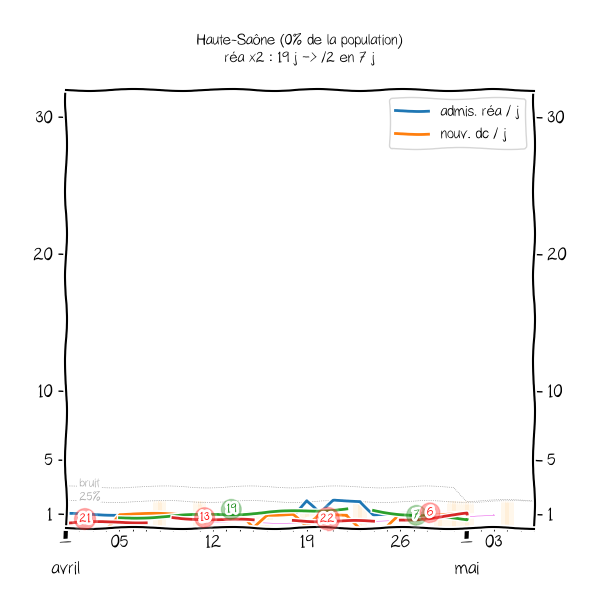 Haute-Saône (0% de la population)
réa x2 : 19 j -> /2 en 7 j
admis. réa / j
nouv. dc / j
30 30
20 20
10 10
5 5
1 1
bruit
25%
21 13 19 22 7 6
05 12 19 26 03
avril mai